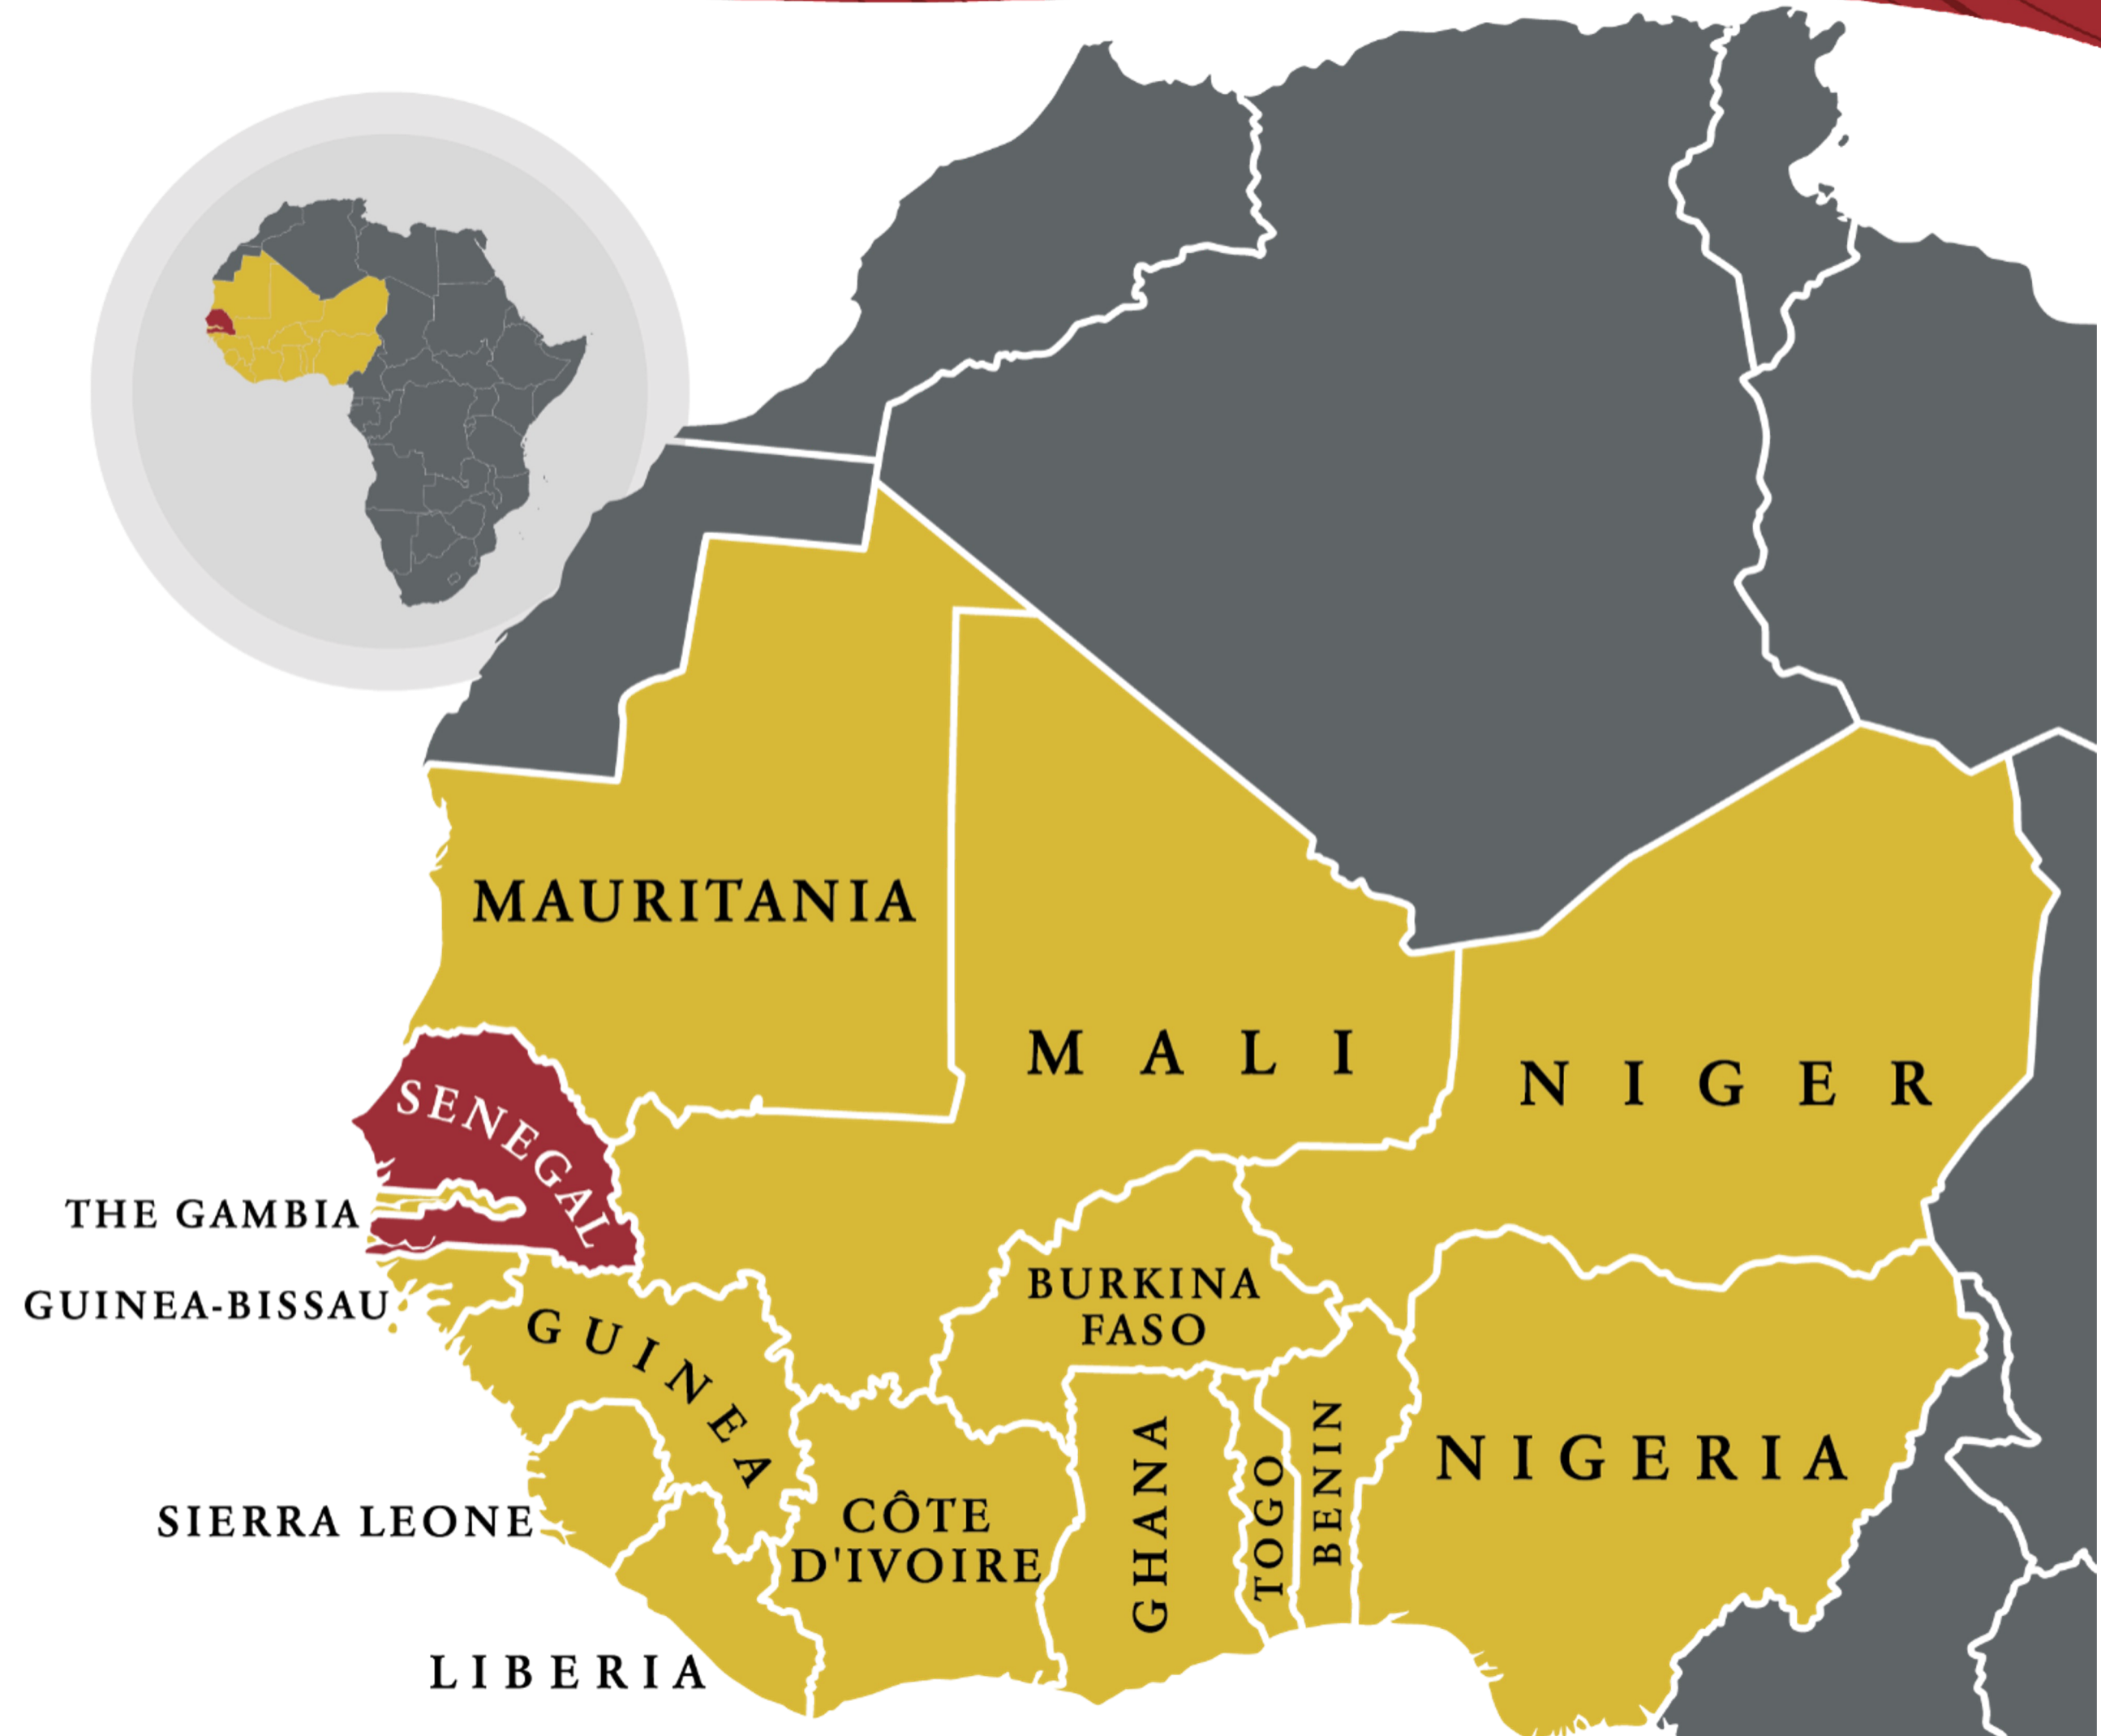 MAURITANIA
MALI
NIGER
SENEGAL
THE GAMBIA
GUINEA-BISSAU
GUINEA
BURKINA
FASO
SIERRA LEONE
LIBERIA
CÔTE
D'IVOIRE
GHANA
TOGO
BENIN
NIGERIA